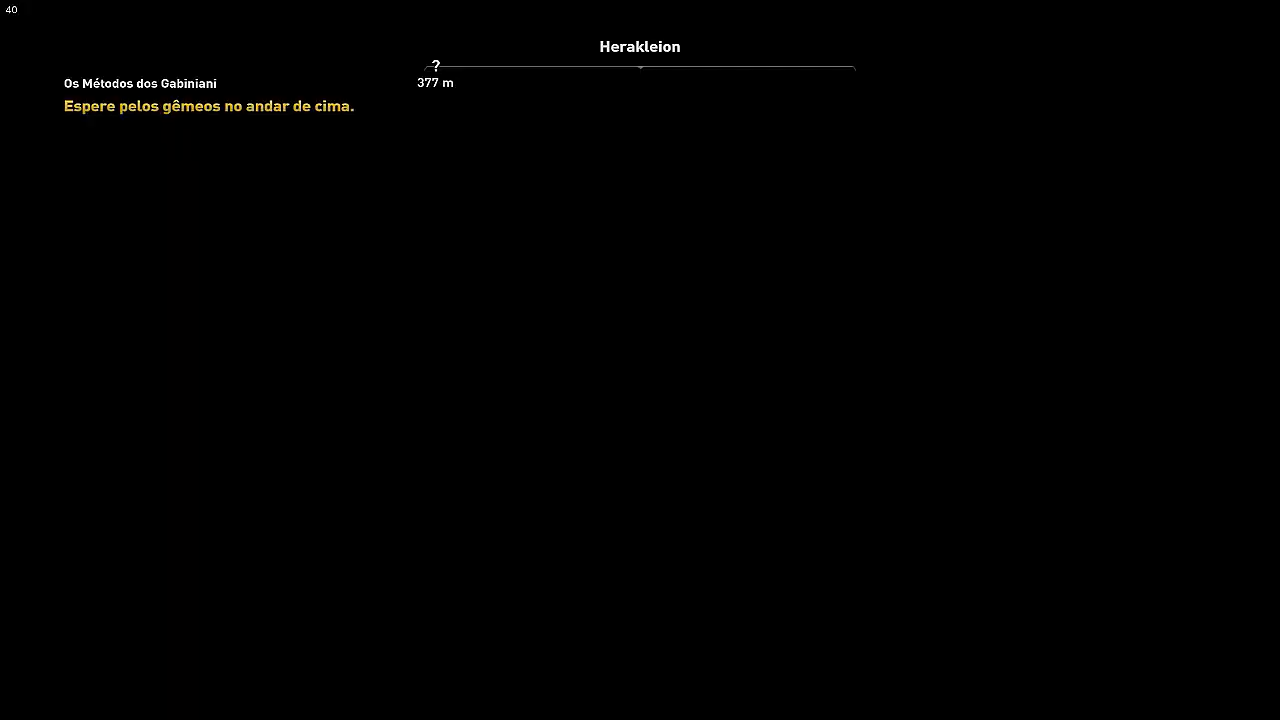 40
Herakleion
?
Os Métodos dos Gabiniani
377 m
Espere pelos gêmeos no andar de cima.